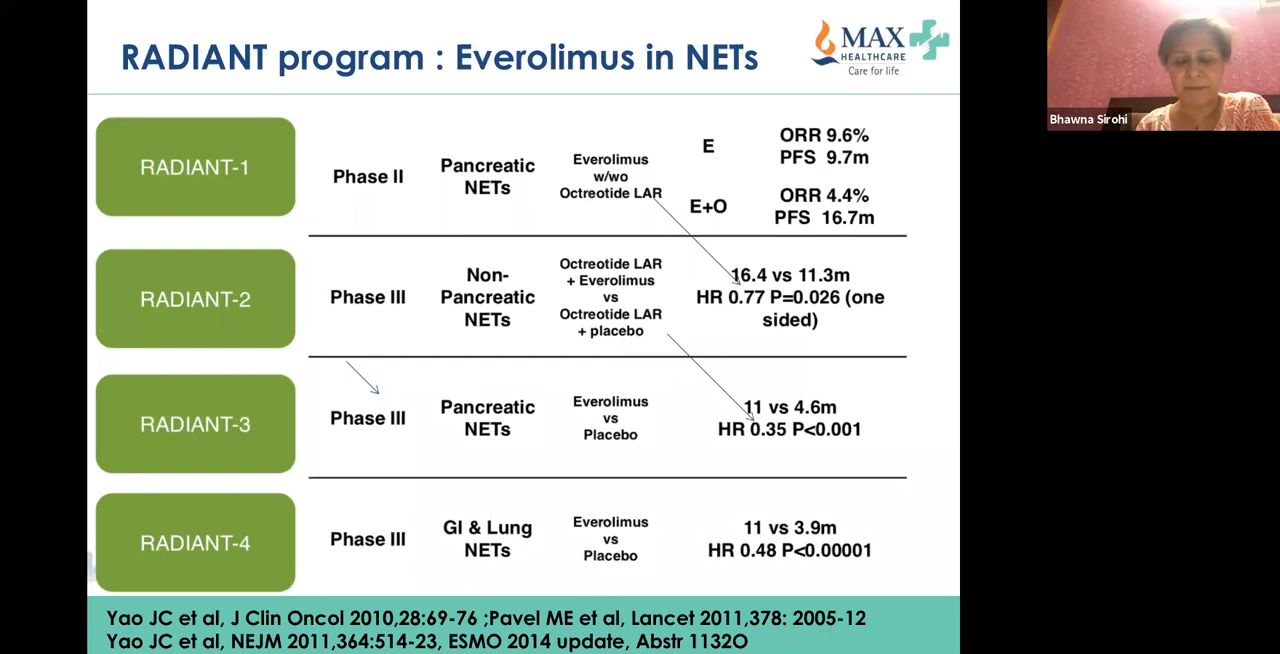 RADIANT program : Everolimus in NETs
MAX
HEALTHCARE
Care for life
Bhawna Sirohi
RADIANT-1
Phase II
Pancreatic
NETs
Everolimus
w/wo
Octreotide LAR
E
ORR 9.6%
PFS 9.7m
E+O
ORR 4.4%
PFS 16.7m
RADIANT-2
Phase III
Non-
Pancreatic
NETs
Octreotide LAR
+ Everolimus
vs
Octreotide LAR
+ placebo
16.4 vs 11.3m
HR 0.77 P=0.026 (one
sided)
RADIANT-3
Phase III
Pancreatic
NETs
Everolimus
vs
Placebo
11 vs 4.6m
HR 0.35 P<0.001
RADIANT-4
Phase III
GI & Lung
NETs
Everolimus
vs
Placebo
11 vs 3.9m
HR 0.48 P<0.00001
Yao JC et al, J Clin Oncol 2010,28:69-76 ;Pavel ME et al, Lancet 2011,378: 2005-12
Yao JC et al, NEJM 2011,364:514-23, ESMO 2014 update, Abstr 1132O